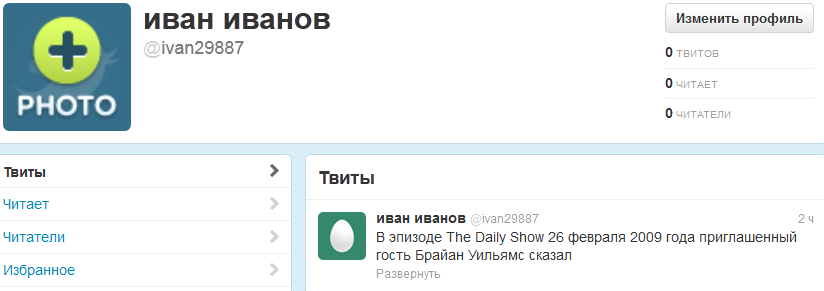 иван иванов
@ivan29887
PHOTO
Изменить профиль
0 ТВИТОВ
0 ЧИТАЕТ
0 ЧИТАТЕЛИ
Твиты
Читает
Читатели
Избранное
Твиты
иван иванов @ivan29887 2 ч
В эпизоде The Daily Show 26 февраля 2009 года приглашенный
гость Брайан Уильямс сказал
Развернуть